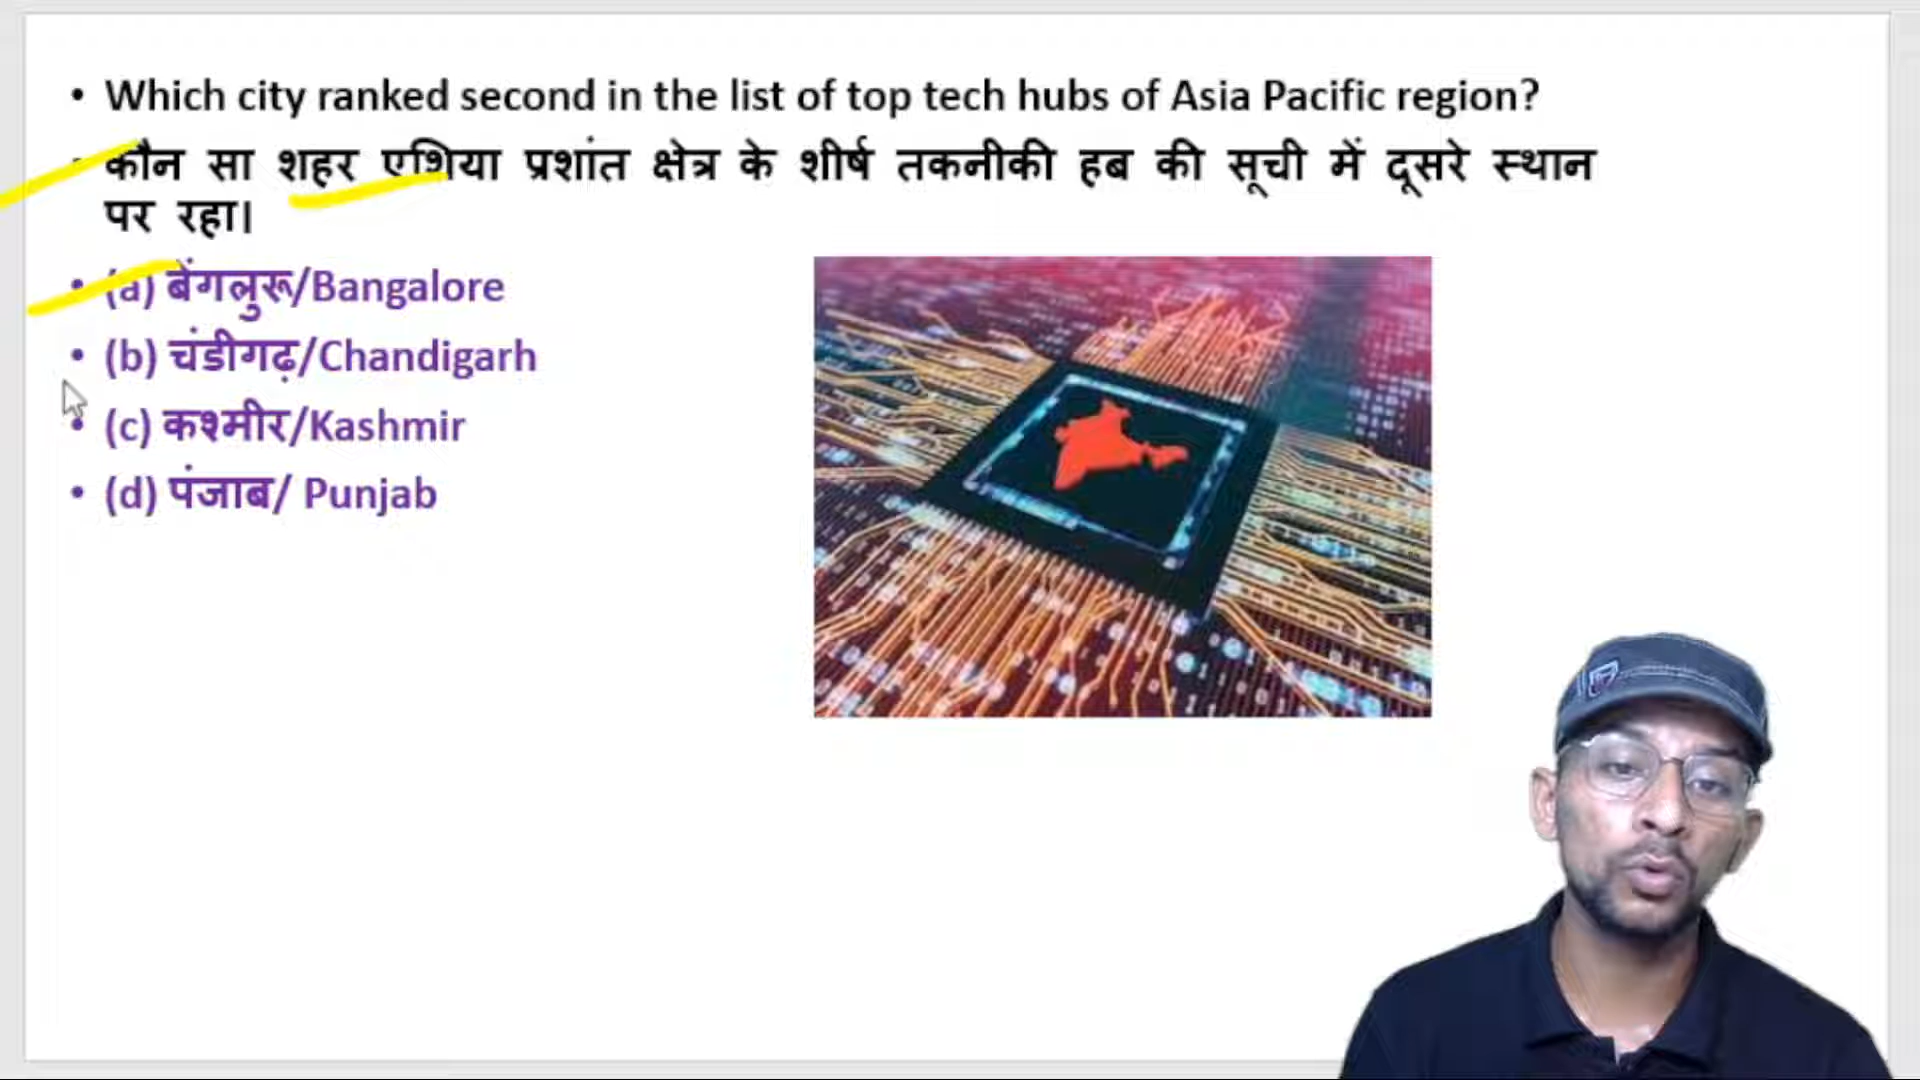 • Which city ranked second in the list of top tech hubs of Asia Pacific region?
• कौन सा शहर एशिया प्रशांत क्षेत्र के शीर्ष तकनीकी हब की सूची में दूसरे स्थान
पर रहा।
• (a) बेंगलुरू/Bangalore
• (b) चंडीगढ़/Chandigarh
• (c) कश्मीर/Kashmir
• (d) पंजाब/ Punjab